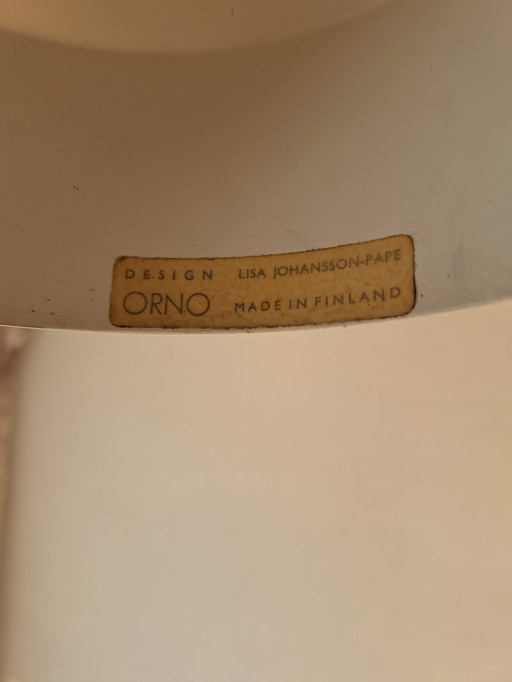 DESIGN LISA JOHANSSON-PAPE
ORNO MADE IN FINLAND